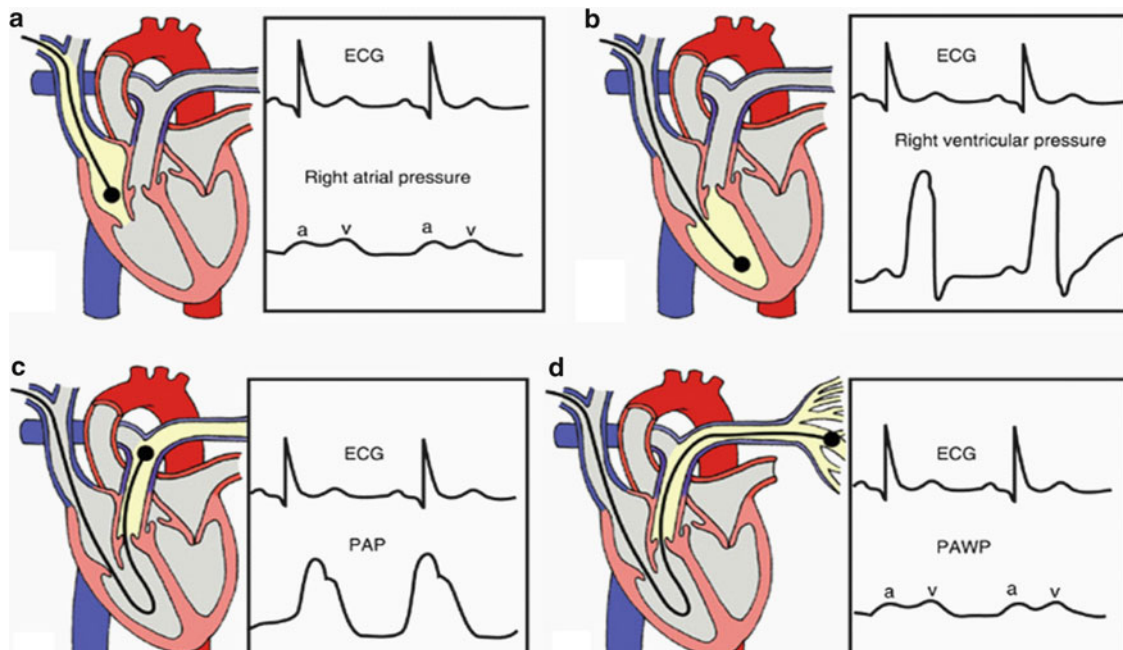 a
ECG
Right atrial pressure
a v a v
b
ECG
Right ventricular pressure
c
ECG
PAP
d
ECG
PAWP
a v a v